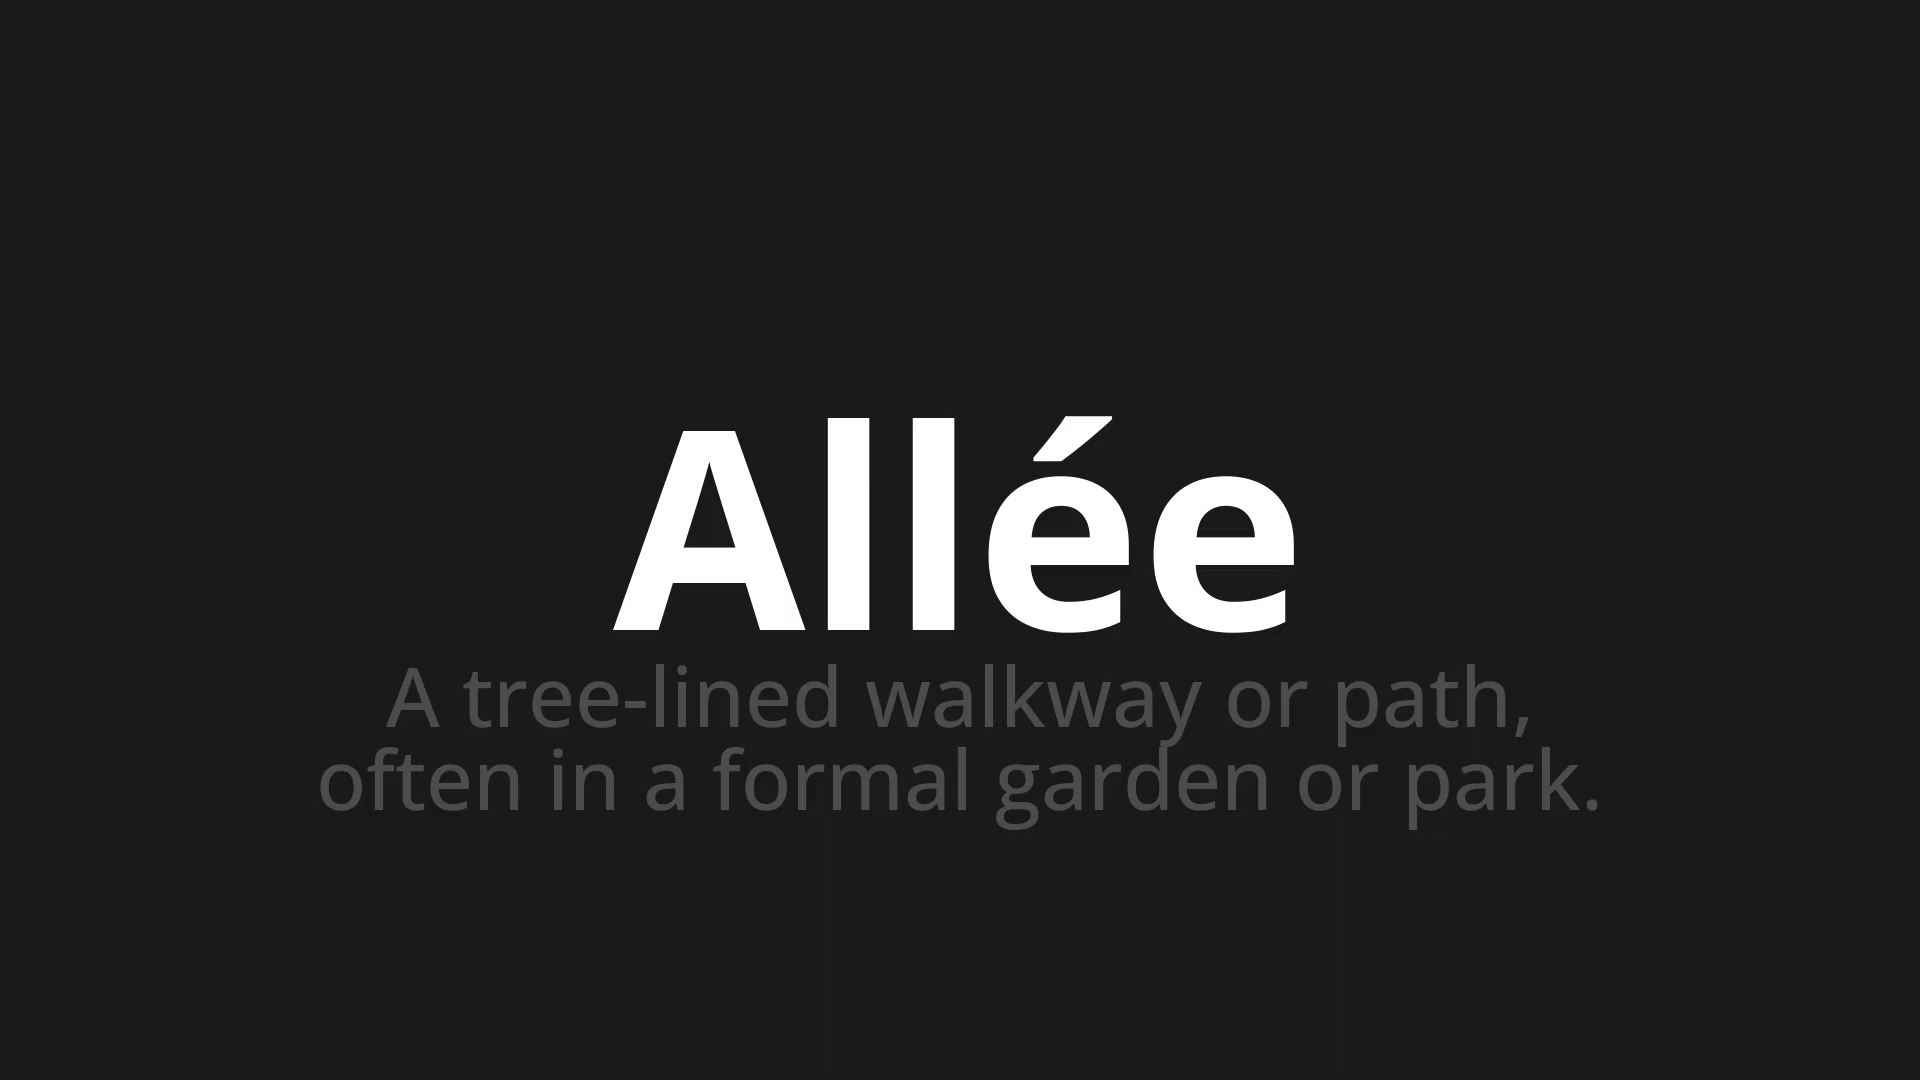 Allée
A tree-lined walkway or path,
often in a formal garden or park.